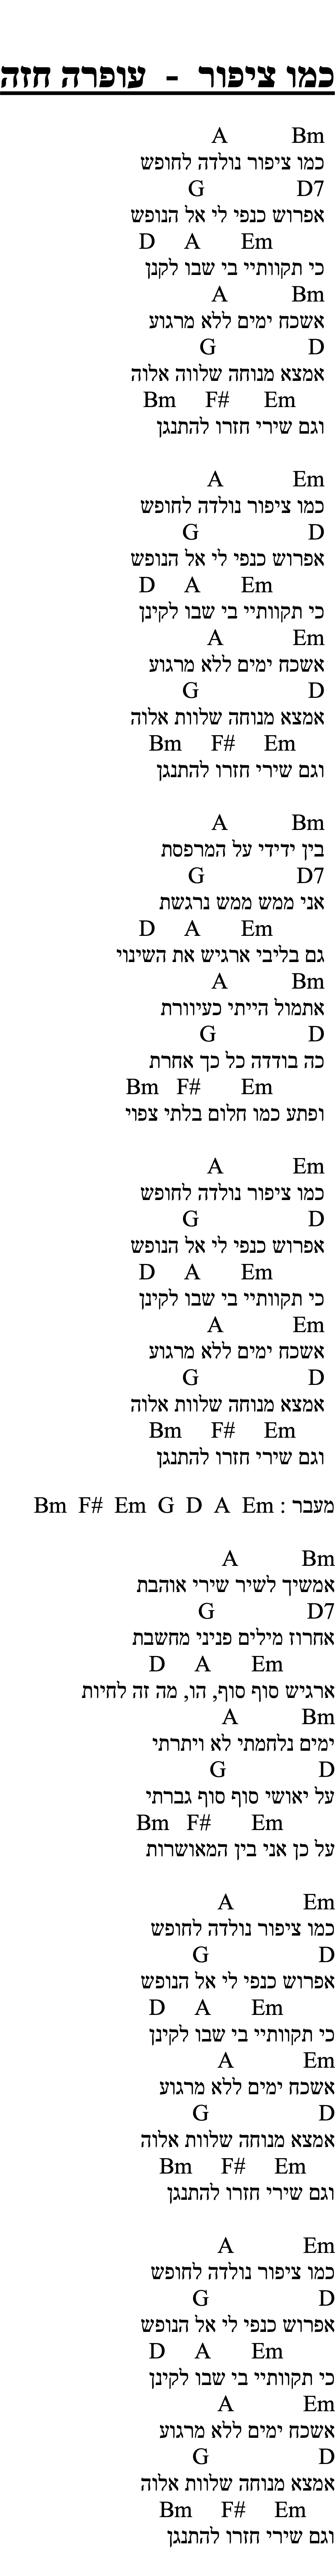 כמו ציפור - עופרה חזה
A Bm
כמו ציפור נולדה לחופש
G D7
אפרוש כנפי לי אל הנופש
D A Em
כי תקוותיי בי שבו לקנן
A Bm
אשכח ימים ללא מרגוע
G D
אמצא מנוחה שלווה אלוה
Bm F# Em
וגם שירי חזרו להתנגן
A Em
כמו ציפור נולדה לחופש
G D
אפרוש כנפי לי אל הנופש
D A Em
כי תקוותיי בי שבו לקינן
A Em
אשכח ימים ללא מרגוע
G D
אמצא מנוחה שלוות אלוה
Bm F# Em
וגם שירי חזרו להתנגן
A Bm
בין ידידי על המרפסת
G D7
אני ממש ממש נרגשת
D A Em
גם בליבי ארגיש את השינוי
A Bm
אתמול הייתי כעיוורת
G D
כה בודדה כל כך אחרת
Bm F# Em
ופתע כמו חלום בלתי צפוי
A Em
כמו ציפור נולדה לחופש
G D
אפרוש כנפי לי אל הנופש
D A Em
כי תקוותיי בי שבו לקינן
A Em
אשכח ימים ללא מרגוע
G D
אמצא מנוחה שלוות אלוה
Bm F# Em
וגם שירי חזרו להתנגן
מעבר : Bm F# Em G D A Em
A Bm
אמשיך לשיר שירי אוהבת
G D7
אחרוז מילים פניני מחשבת
D A Em
ארגיש סוף סוף, הו, מה זה לחיות
A Bm
ימים נלחמתי לא ויתרתי
G D
על יאושי סוף סוף גברתי
Bm F# Em
על כן אני בין המאושרות
A Em
כמו ציפור נולדה לחופש
G D
אפרוש כנפי לי אל הנופש
D A Em
כי תקוותיי בי שבו לקינן
A Em
אשכח ימים ללא מרגוע
G D
אמצא מנוחה שלוות אלוה
Bm F# Em
וגם שירי חזרו להתנגן
A Em
כמו ציפור נולדה לחופש
G D
אפרוש כנפי לי אל הנופש
D A Em
כי תקוותיי בי שבו לקינן
A Em
אשכח ימים ללא מרגוע
G D
אמצא מנוחה שלוות אלוה
Bm F# Em
וגם שירי חזרו להתנגן